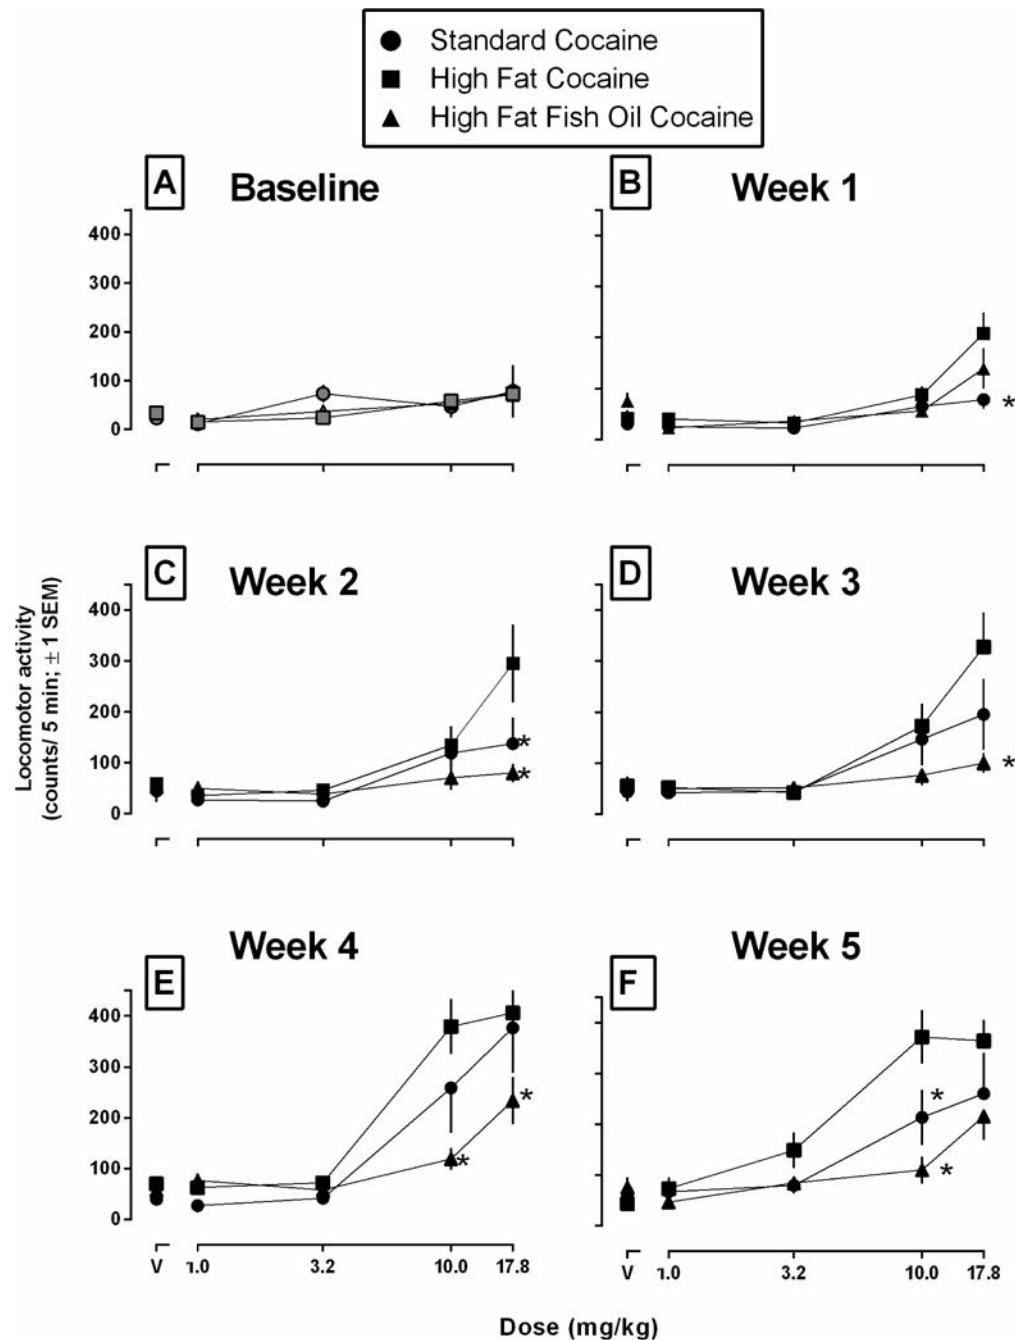 Standard Cocaine
High Fat Cocaine
High Fat Fish Oil Cocaine
A Baseline
B Week 1
400
300
200
100
0
*
C Week 2
D Week 3
Locomotor activity
(counts/ 5 min; ± 1 SEM)
400
300
200
100
0
*
*
*
E Week 4
F Week 5
400
300
200
100
0
*
*
*
*
V 1.0 3.2 10.0 17.8
V 1.0 3.2 10.0 17.8
Dose (mg/kg)